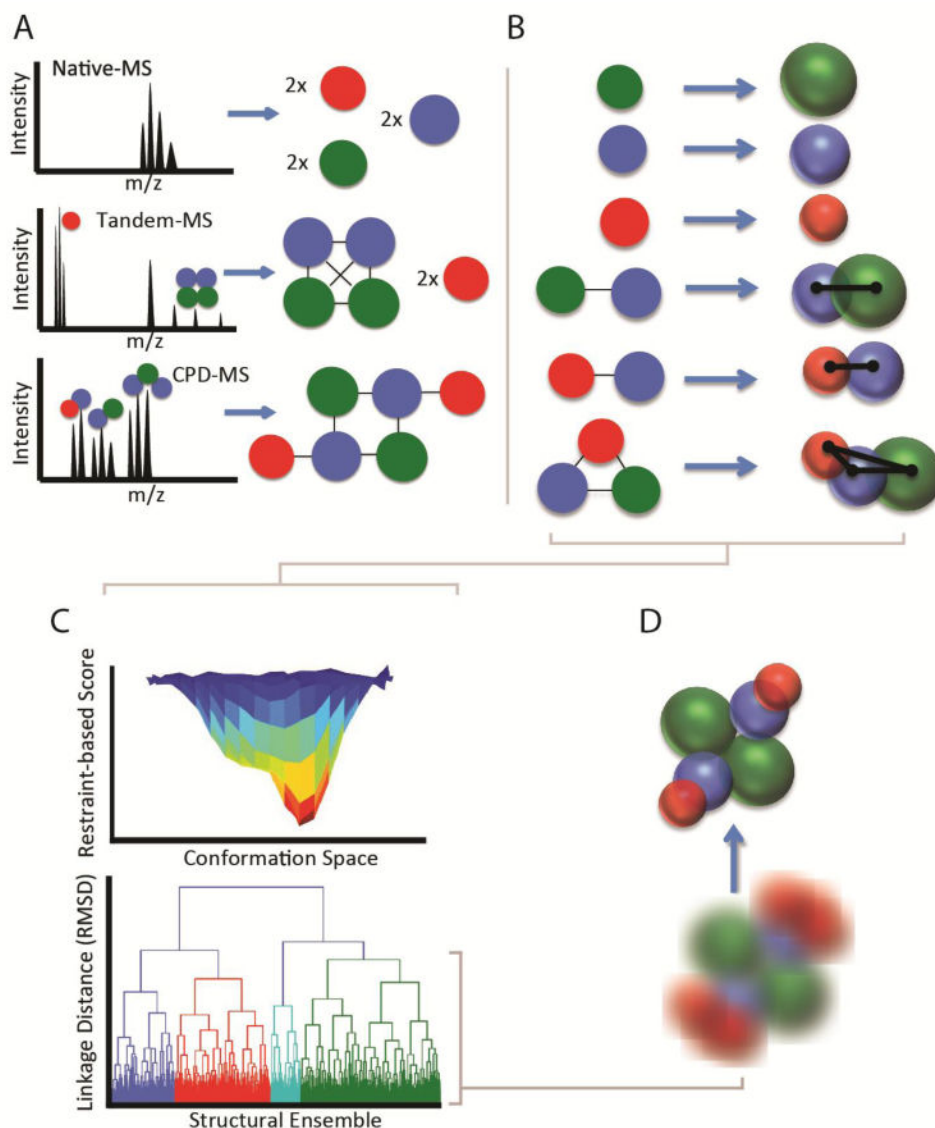 A
B
Native-MS
Intensity
m/z
2x
2x
2x
Tandem-MS
Intensity
m/z
2x
CPD-MS
Intensity
m/z
C
D
Restraint-based Score
Conformation Space
Linkage Distance (RMSD)
Structural Ensemble